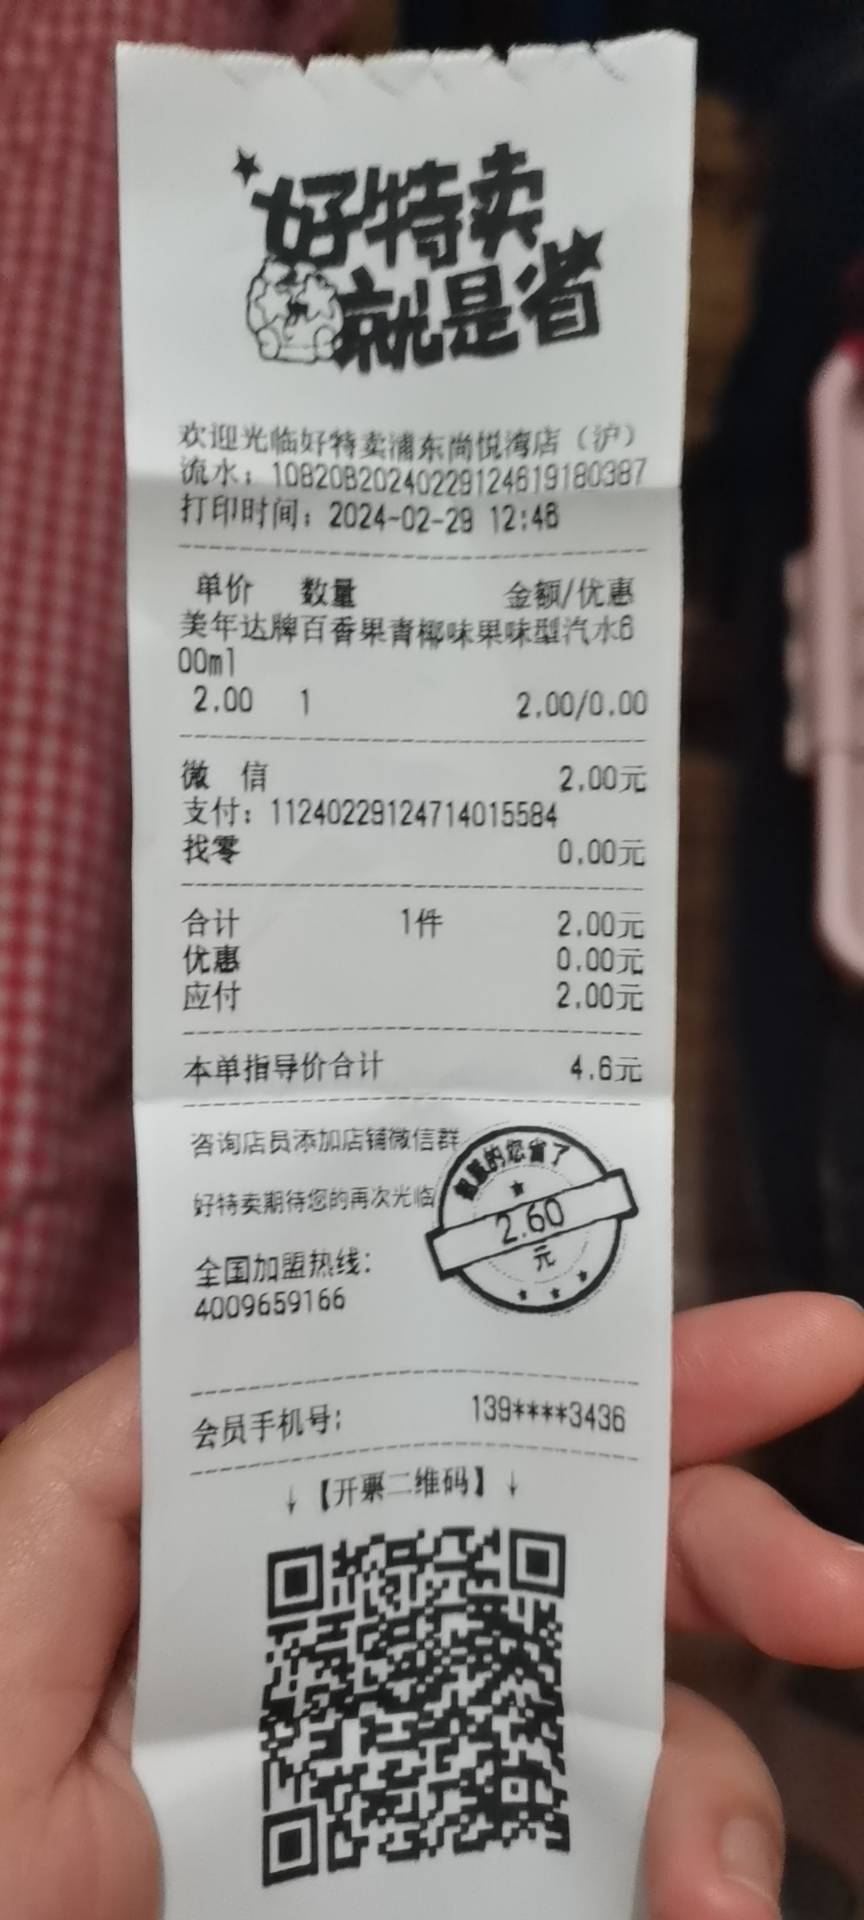 好特卖
就是省
欢迎光临好特卖浦东尚悦湾店（沪）
流水：10820820240229124619180387
打印时间：2024-02-29 12:46
单价 数量 金额/优惠
美年达牌百香果青椰味果味型汽水6
00ml
2.00 1 2.00/0.00
微 信 2.00元
支付：11240229124714015584
找零 0.00元
合计 1件 2.00元
优惠 0.00元
应付 2.00元
本单指导价合计 4.6元
咨询店员添加店铺微信群
好特卖期待您的再次光临
的您省了
2.60
元
全国加盟热线：
4009659166
会员手机号： 139****3436
↓【开票二维码】↓